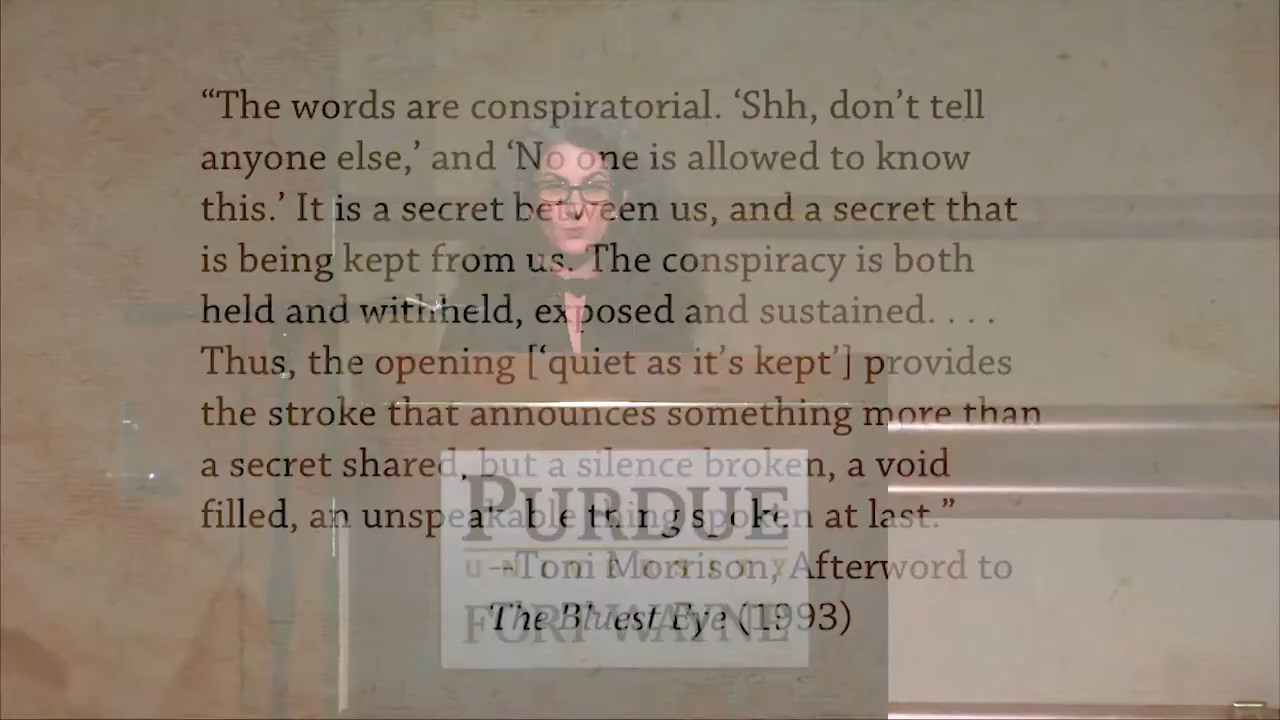 “The words are conspiratorial. ‘Shh, don’t tell
anyone else,’ and ‘No one is allowed to know
this.’ It is a secret between us, and a secret that
is being kept from us. The conspiracy is both
held and withheld, exposed and sustained. . . .
Thus, the opening [‘quiet as it’s kept’] provides
the stroke that announces something more than
a secret shared, but a silence broken, a void
filled, an unspeakable thing spoken at last.”
--Toni Morrison, Afterword to
The Bluest Eye (1993)
PURDUE
UNIVERSITY
FORT WAYNE